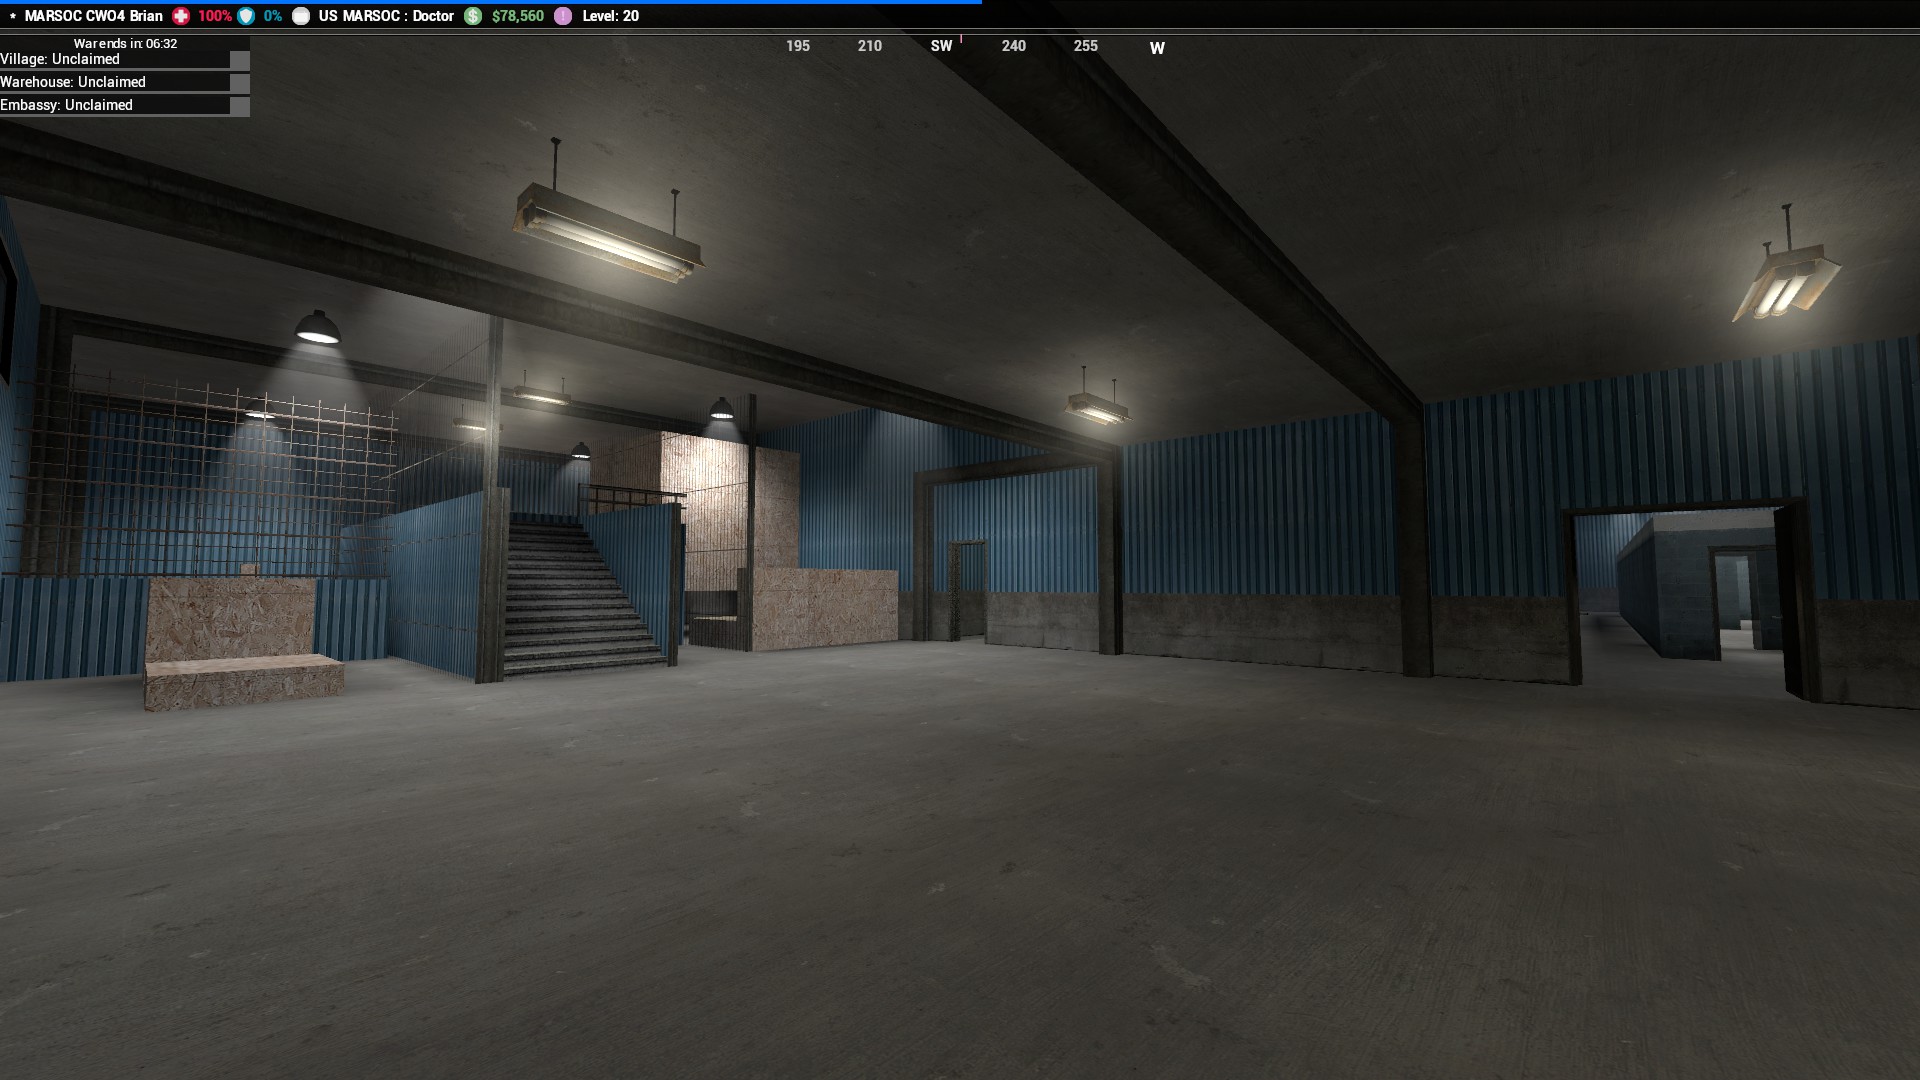 * MARSOC CWO4 Brian 100% 0% US MARSOC : Doctor $ $78,560 Level: 20
War ends in: 06:32
195 210 SW 240 255 W
Village: Unclaimed
Warehouse: Unclaimed
Embassy: Unclaimed